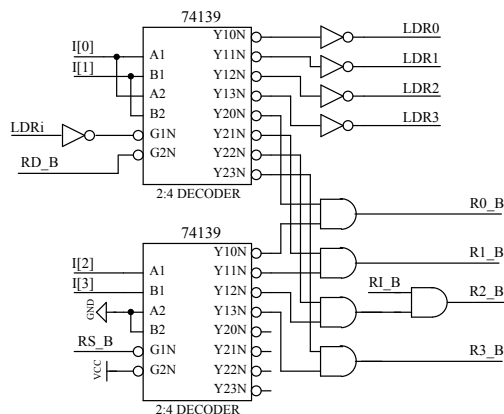 74139
I[0]
I[1]
A1
B1
A2
B2
G1N
G2N
Y10N
Y11N
Y12N
Y13N
Y20N
Y21N
Y22N
Y23N
LDRi
RD_B
2:4 DECODER
LDR0
LDR1
LDR2
LDR3
R0_B
R1_B
RI_B
R2_B
R3_B
74139
I[2]
I[3]
GND
RS_B
VCC
A1
B1
A2
B2
G1N
G2N
Y10N
Y11N
Y12N
Y13N
Y20N
Y21N
Y22N
Y23N
2:4 DECODER